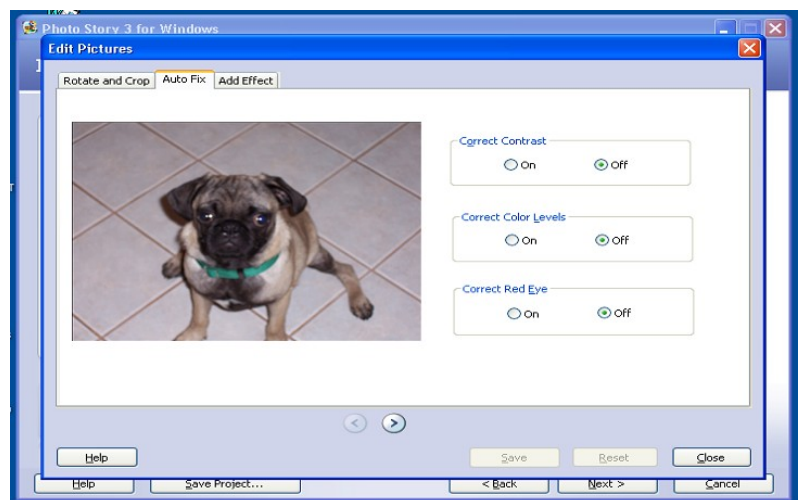 Photo Story 3 for Windows
Edit Pictures
Rotate and Crop Auto Fix Add Effect
Correct Contrast
On Off
Correct Color Levels
On Off
Correct Red Eye
On Off
Help Save Reset Close
Help Save Project... < Back Next > Cancel